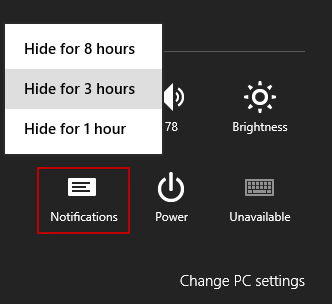 Hide for 8 hours
Hide for 3 hours
Hide for 1 hour
78
Brightness
Notifications
Power
Unavailable
Change PC settings